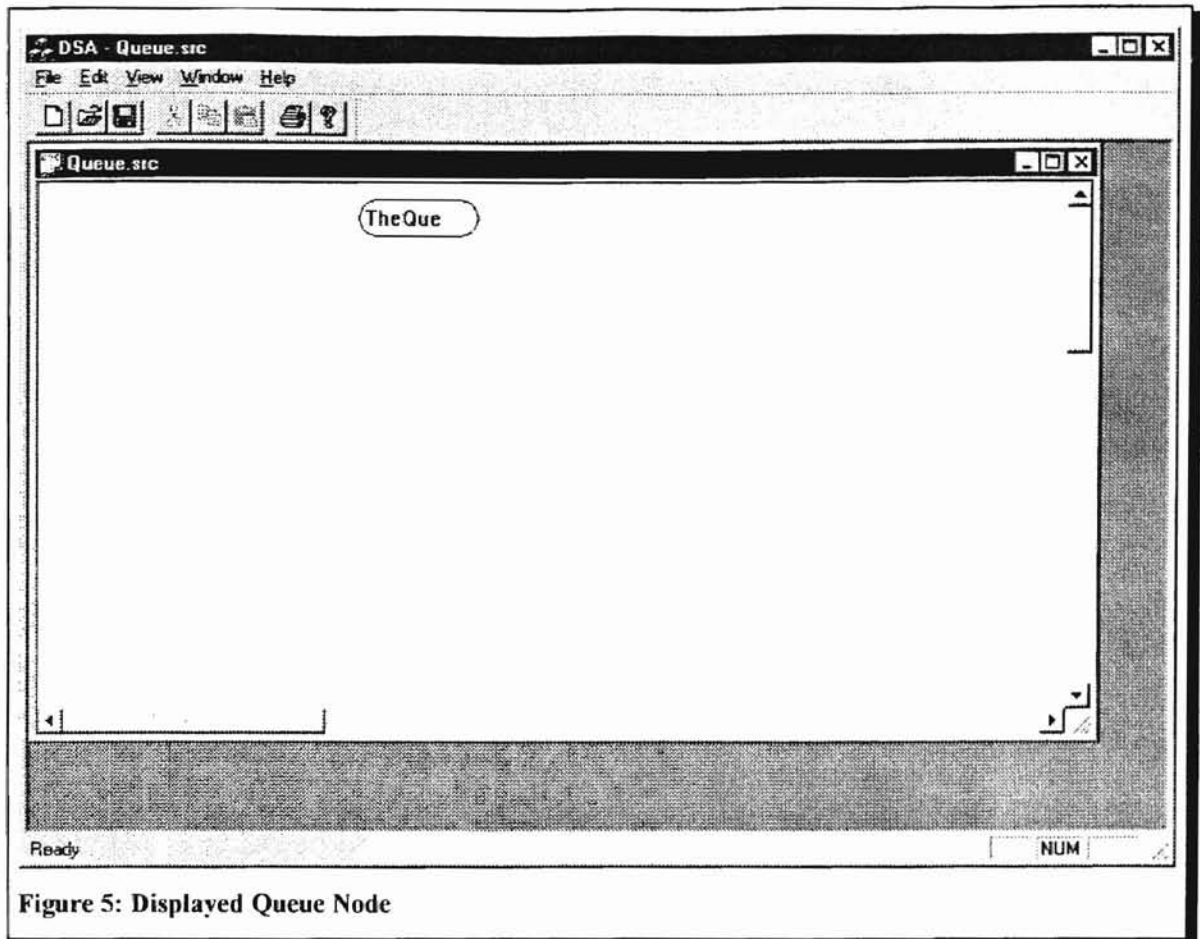 DSA - Queue.src
File Edit View Window Help
Queue.src
TheQue
Ready
NUM
Figure 5: Displayed Queue Node